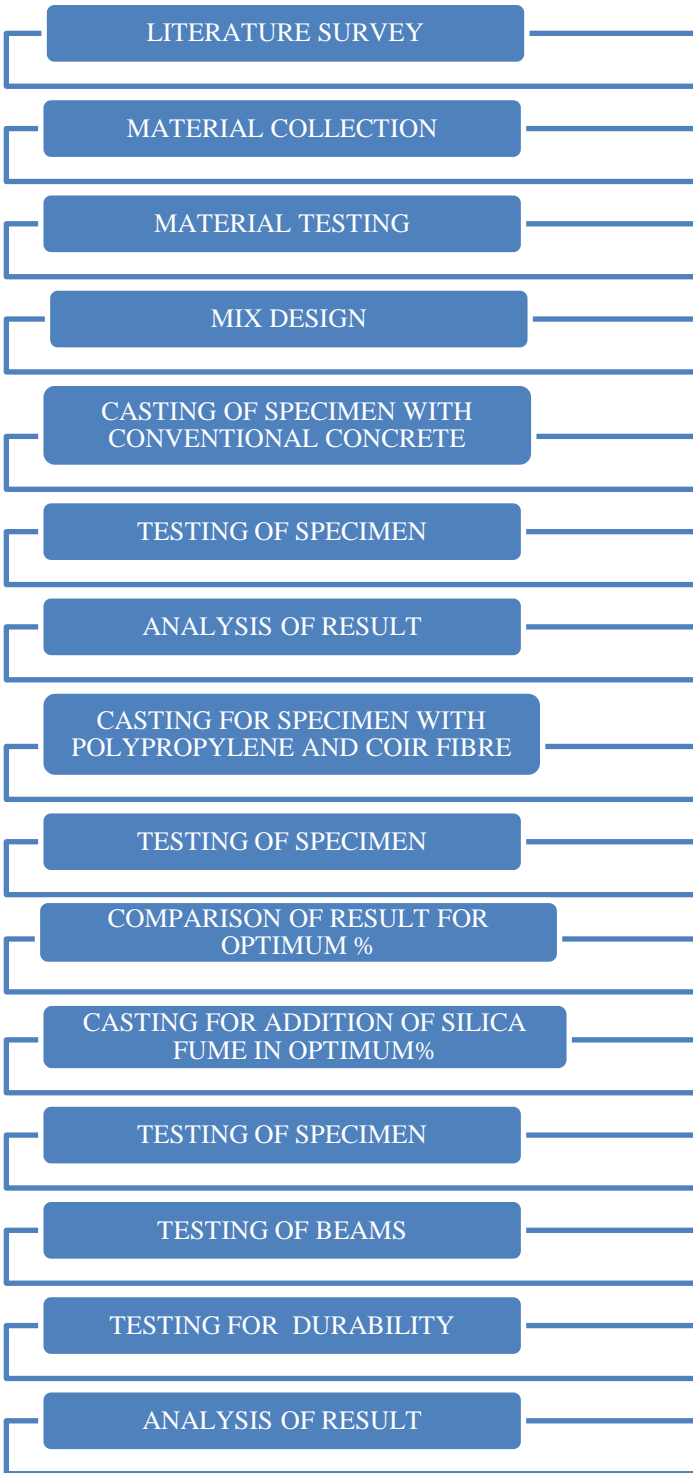 LITERATURE SURVEY
MATERIAL COLLECTION
MATERIAL TESTING
MIX DESIGN
CASTING OF SPECIMEN WITH
CONVENTIONAL CONCRETE
TESTING OF SPECIMEN
ANALYSIS OF RESULT
CASTING FOR SPECIMEN WITH
POLYPROPYLENE AND COIR FIBRE
TESTING OF SPECIMEN
COMPARISON OF RESULT FOR
OPTIMUM %
CASTING FOR ADDITION OF SILICA
FUME IN OPTIMUM%
TESTING OF SPECIMEN
TESTING OF BEAMS
TESTING FOR DURABILITY
ANALYSIS OF RESULT